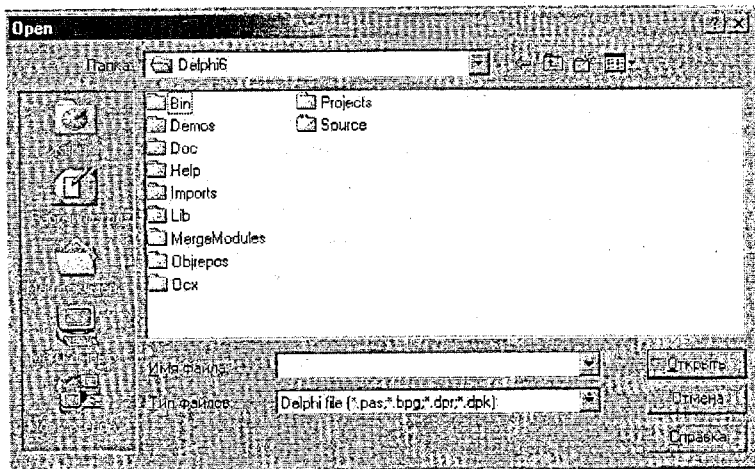 Open
Папка: Delphi6
Bin
Demos
Doc
Help
Imports
Lib
MergeModules
Objrepos
Ocx
Projects
Source
Имя файла:
Открыть
Тип файлов: Delphi file (*.pas;*.bpg;*.dpr;*.dpk)
Отмена
Справка